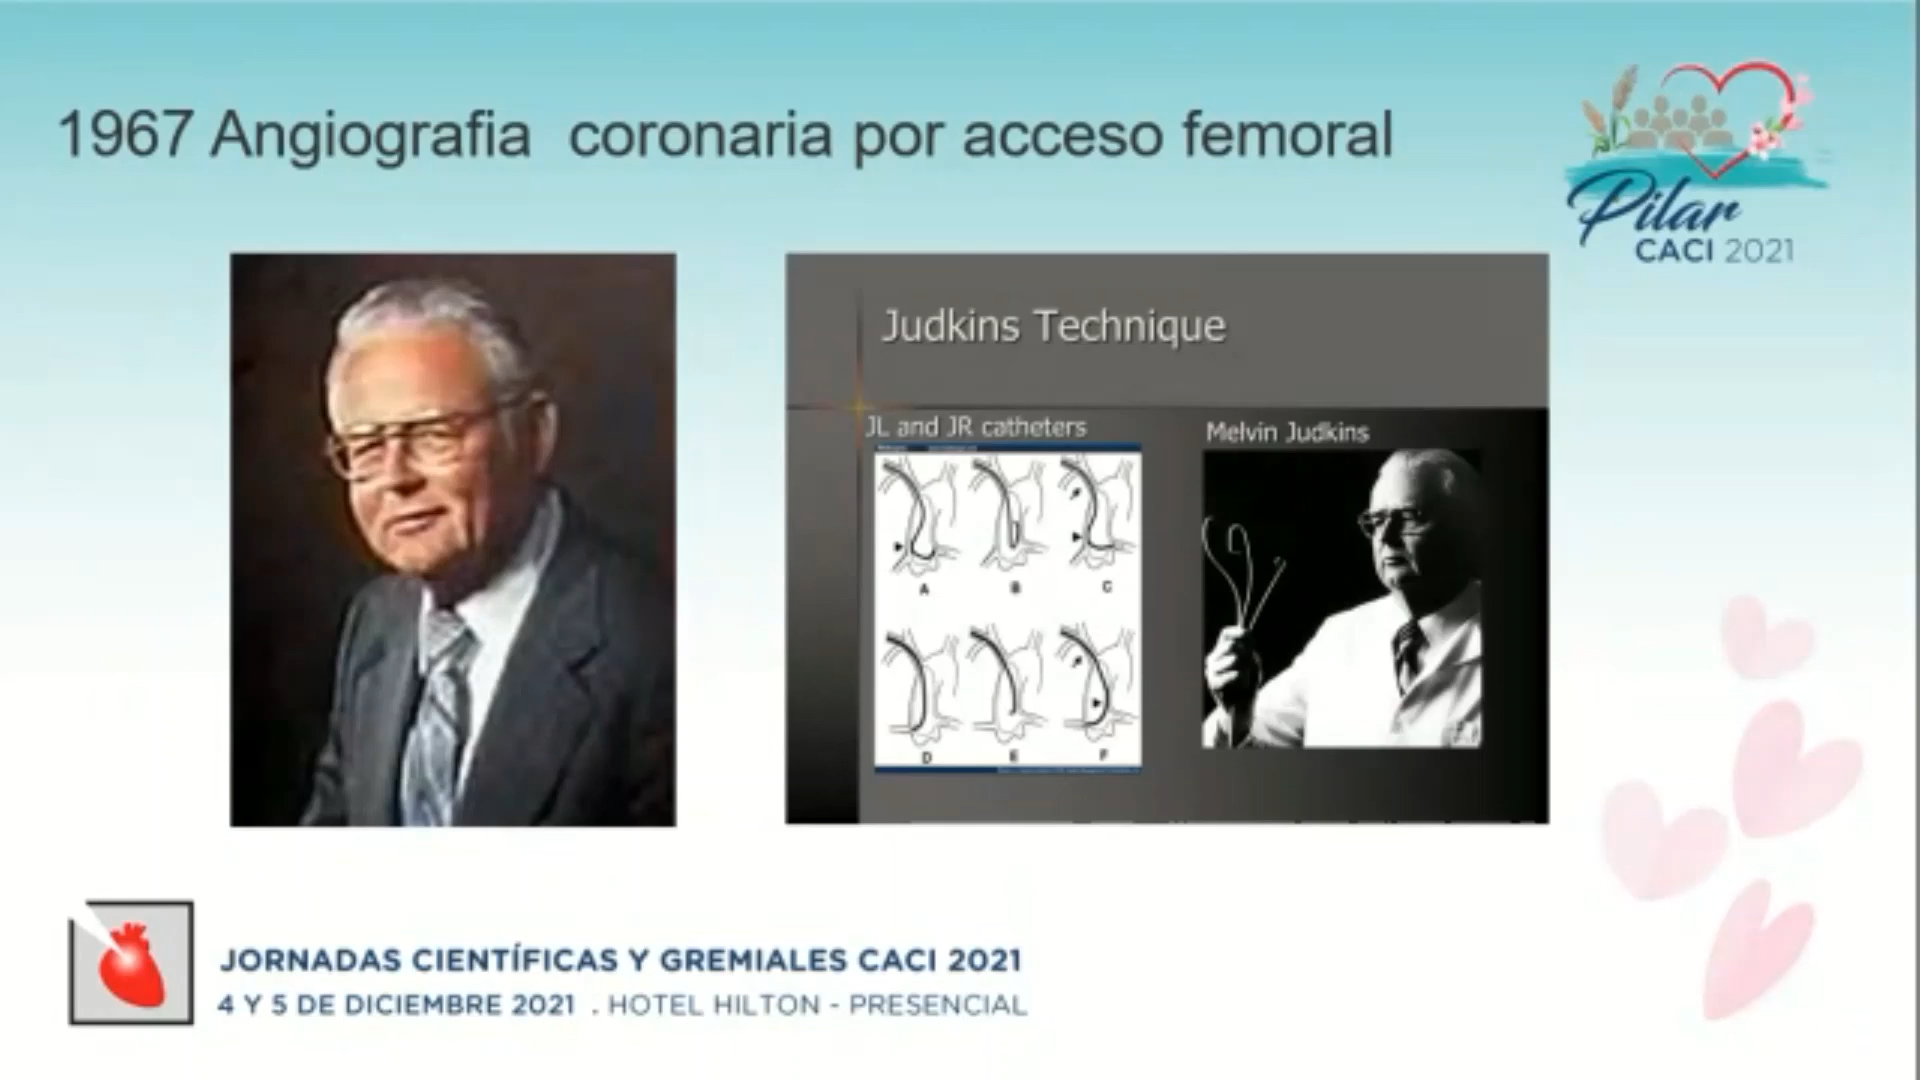 1967 Angiografia coronaria por acceso femoral
Pilar
CACI 2021
Judkins Technique
JL and JR catheters
Melvin Judkins
A B C
D E F
JORNADAS CIENTÍFICAS Y GREMIALES CACI 2021
4 Y 5 DE DICIEMBRE 2021 . HOTEL HILTON - PRESENCIAL